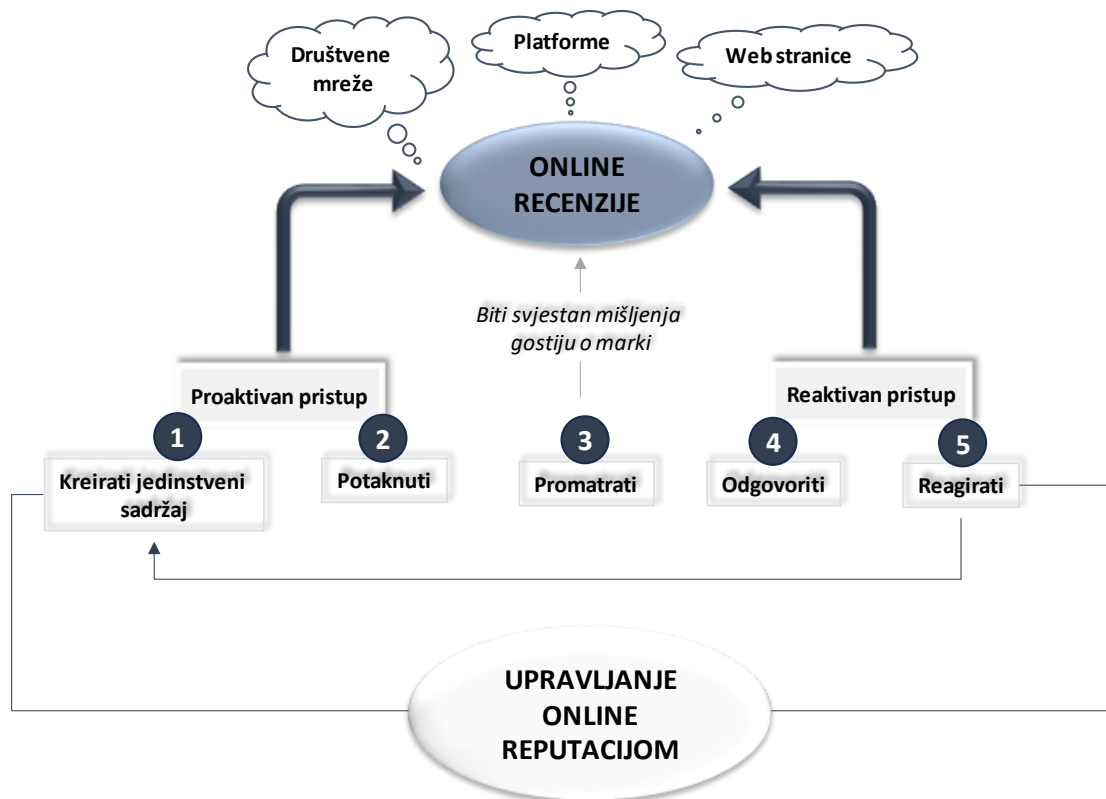 Društvene
mreže
Platforme
Web stranice
ONLINE
RECENZIJE
Biti svjestan mišljenja
gostiju o marki
Proaktivan pristup
Reaktivan pristup
1
2
3
4
5
Kreirati jedinstveni
sadržaj
Potaknuti
Promatrati
Odgovoriti
Reagirati
UPRAVLJANJE
ONLINE
REPUTACIJOM